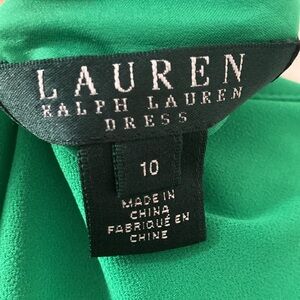 LAUREN
RALPH LAUREN
DRESS
10
MADE IN
CHINA
FABRIQUÉ EN
CHINE